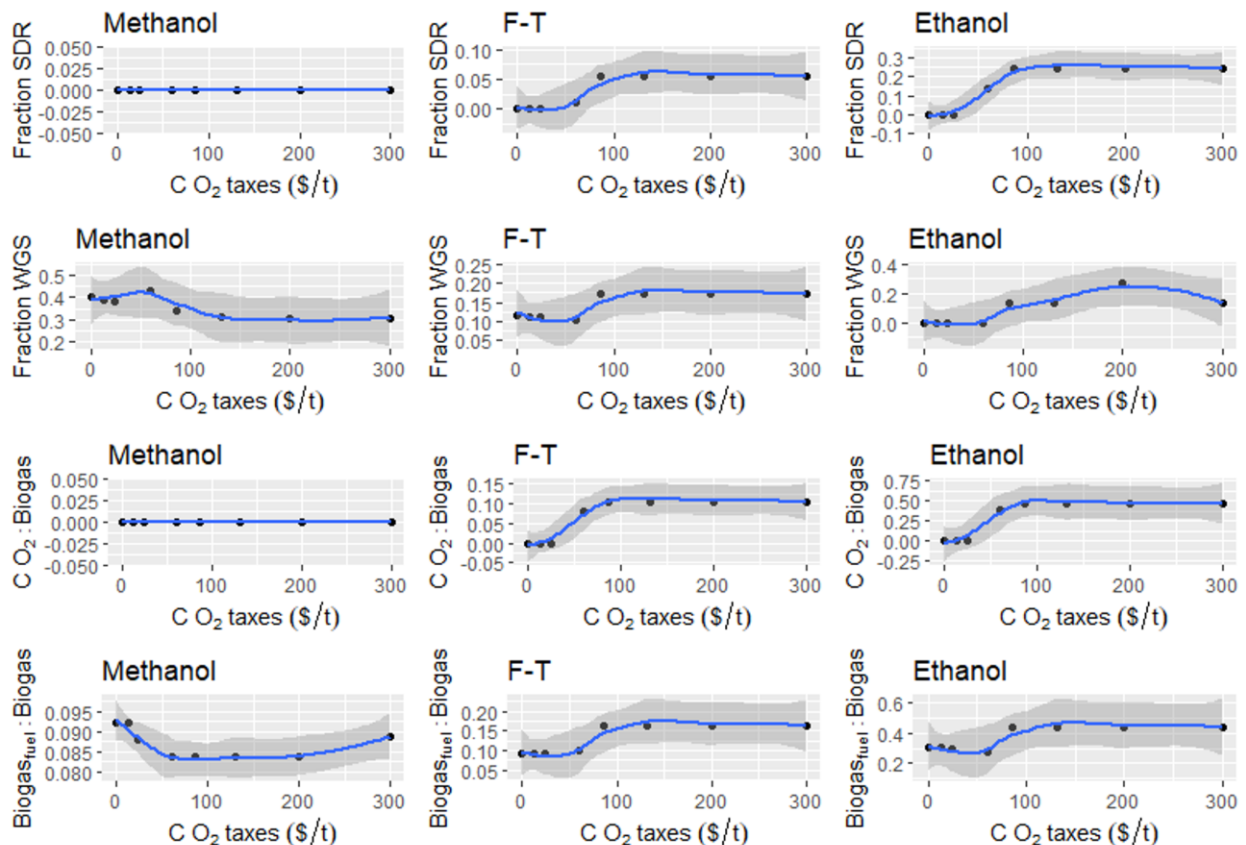 Methanol F-T Ethanol
Fraction SDR
0.050
0.025
0.000
-0.025
-0.050
0 100 200 300
C O₂ taxes ($/t)
Fraction SDR
0.10
0.05
0.00
0 100 200 300
C O₂ taxes ($/t)
Fraction SDR
0.3
0.2
0.1
0.0
-0.1
0 100 200 300
C O₂ taxes ($/t)
Methanol F-T Ethanol
Fraction WGS
0.5
0.4
0.3
0.2
0 100 200 300
C O₂ taxes ($/t)
Fraction WGS
0.25
0.20
0.15
0.10
0.05
0 100 200 300
C O₂ taxes ($/t)
Fraction WGS
0.4
0.2
0.0
0 100 200 300
C O₂ taxes ($/t)
Methanol F-T Ethanol
C O₂ : Biogas
0.050
0.025
0.000
-0.025
-0.050
0 100 200 300
C O₂ taxes ($/t)
C O₂ : Biogas
0.15
0.10
0.05
0.00
-0.05
0 100 200 300
C O₂ taxes ($/t)
C O₂ : Biogas
0.75
0.50
0.25
0.00
-0.25
0 100 200 300
C O₂ taxes ($/t)
Methanol F-T Ethanol
Biogas_fuel : Biogas
0.095
0.090
0.085
0.080
0 100 200 300
C O₂ taxes ($/t)
Biogas_fuel : Biogas
0.20
0.15
0.10
0.05
0 100 200 300
C O₂ taxes ($/t)
Biogas_fuel : Biogas
0.6
0.4
0.2
0 100 200 300
C O₂ taxes ($/t)